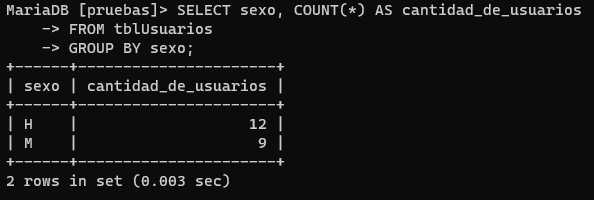 MariaDB [pruebas]> SELECT sexo, COUNT(*) AS cantidad_de_usuarios
    -> FROM tblUsuarios
    -> GROUP BY sexo;
+------+----------------------+
| sexo | cantidad_de_usuarios |
+------+----------------------+
| H    |                   12 |
| M    |                    9 |
+------+----------------------+
2 rows in set (0.003 sec)